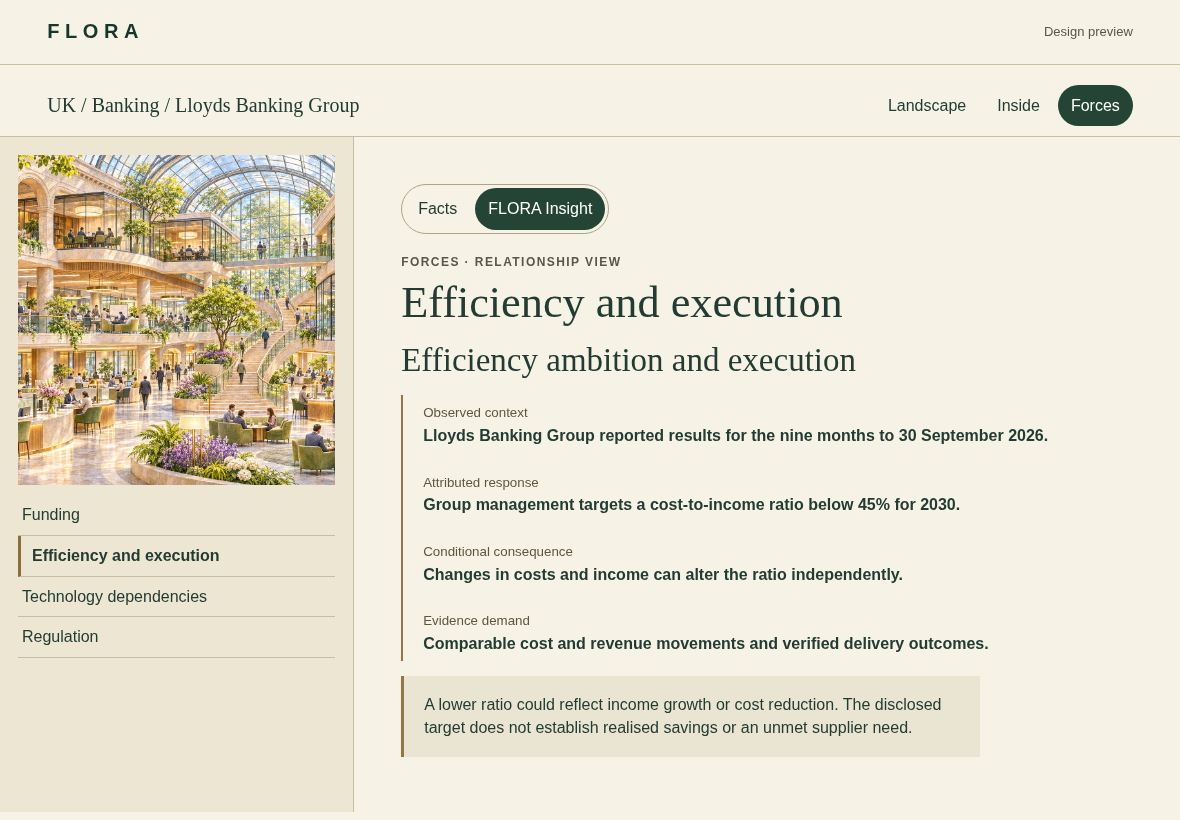 FLORA
Design preview
UK / Banking / Lloyds Banking Group
Landscape
Inside
Forces
Facts
FLORA Insight
FORCES · RELATIONSHIP VIEW
Efficiency and execution
Efficiency ambition and execution
Observed context
Lloyds Banking Group reported results for the nine months to 30 September 2026.
Attributed response
Group management targets a cost-to-income ratio below 45% for 2030.
Conditional consequence
Changes in costs and income can alter the ratio independently.
Evidence demand
Comparable cost and revenue movements and verified delivery outcomes.
A lower ratio could reflect income growth or cost reduction. The disclosed
target does not establish realised savings or an unmet supplier need.
Funding
Efficiency and execution
Technology dependencies
Regulation